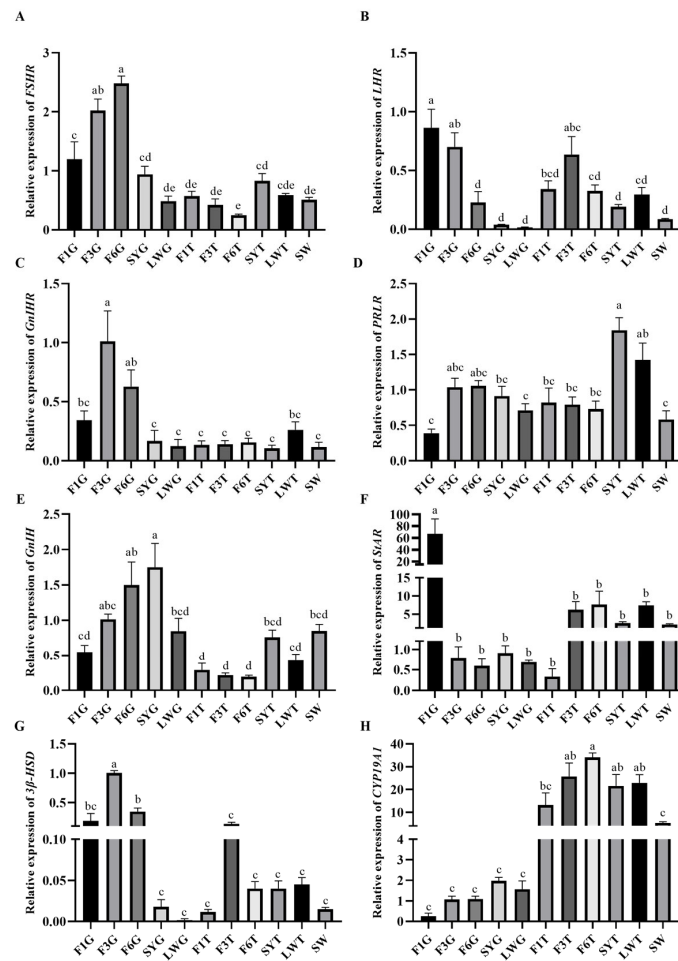 A
Relative expression of FSHR
3
2
1
0
c
ab
a
cd
de
de
de
e
cd
cde
de
F1G
F3G
F6G
SYG
LWG
F1T
F3T
F6T
SYT
LWT
SW
B
Relative expression of LHR
1.5
1.0
0.5
0.0
a
ab
d
d
d
bcd
abc
d
d
cd
d
F1G
F3G
F6G
SYG
LWG
F1T
F3T
F6T
SYT
LWT
SW
C
Relative expression of GnIHR
1.5
1.0
0.5
0.0
bc
a
ab
c
c
c
c
c
c
bc
c
F1G
F3G
F6G
SYG
LWG
F1T
F3T
F6T
SYT
LWT
SW
D
Relative expression of PRLR
2.5
2.0
1.5
1.0
0.5
0.0
c
abc
abc
bc
c
bc
bc
bc
a
ab
c
F1G
F3G
F6G
SYG
LWG
F1T
F3T
F6T
SYT
LWT
SW
E
Relative expression of GnIH
2.5
2.0
1.5
1.0
0.5
0.0
cd
abc
ab
a
bcd
d
d
d
bcd
cd
bcd
F1G
F3G
F6G
SYG
LWG
F1T
F3T
F6T
SYT
LWT
SW
F
Relative expression of StAR
100
80
60
40
20
15
10
5
1.0
0.5
0.0
a
b
b
b
b
b
b
b
b
b
b
F1G
F3G
F6G
SYG
LWG
F1T
F3T
F6T
SYT
LWT
SW
G
Relative expression of 3β-HSD
1.5
1.0
0.5
0.10
0.05
0.00
bc
a
b
c
c
c
c
c
c
c
c
F1G
F3G
F6G
SYG
LWG
F1T
F3T
F6T
SYT
LWT
SW
H
Relative expression of CYP19A1
40
30
20
10
4
3
2
1
0
c
c
c
c
c
bc
ab
a
ab
ab
c
F1G
F3G
F6G
SYG
LWG
F1T
F3T
F6T
SYT
LWT
SW